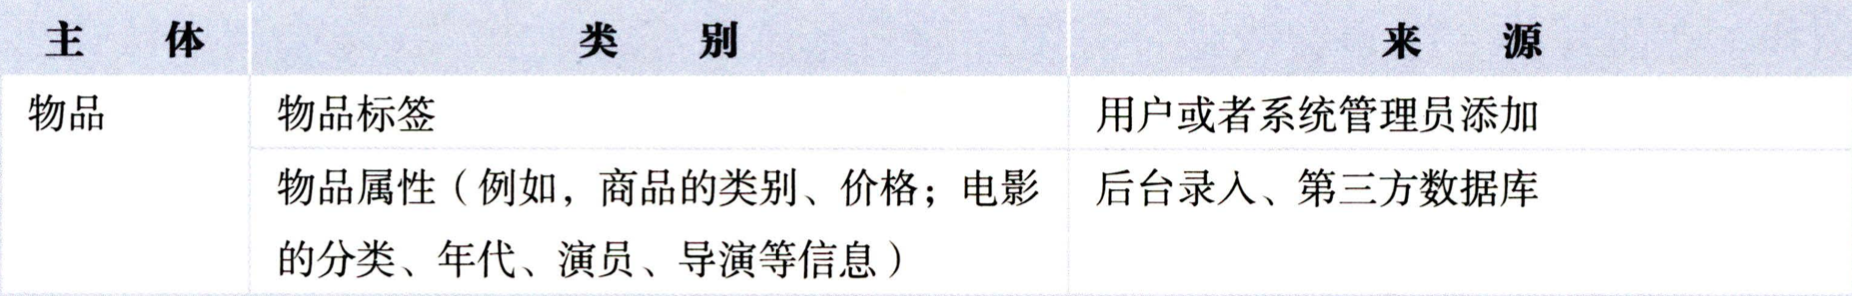 主 体 类 别 来 源
物品 物品标签 用户或者系统管理员添加
物品属性（例如，商品的类别、价格；电影 后台录入、第三方数据库
的分类、年代、演员、导演等信息）